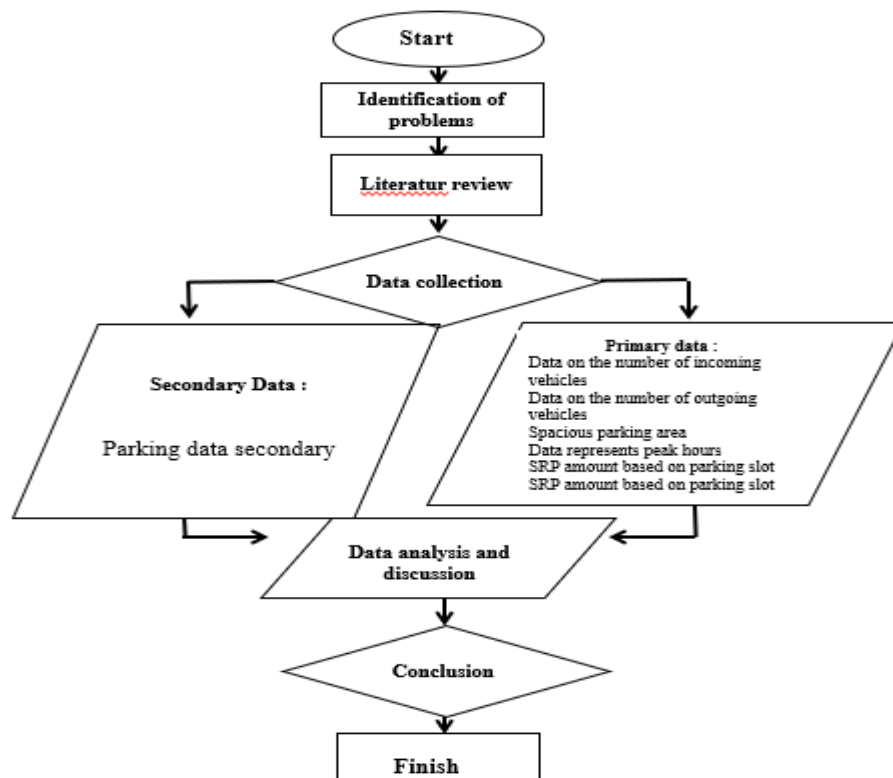 Start
Identification of
problems
Literatur review
Data collection
Secondary Data :
Parking data secondary
Primary data :
Data on the number of incoming
vehicles
Data on the number of outgoing
vehicles
Spacious parking area
Data represents peak hours
SRP amount based on parking slot
SRP amount based on parking slot
Data analysis and
discussion
Conclusion
Finish